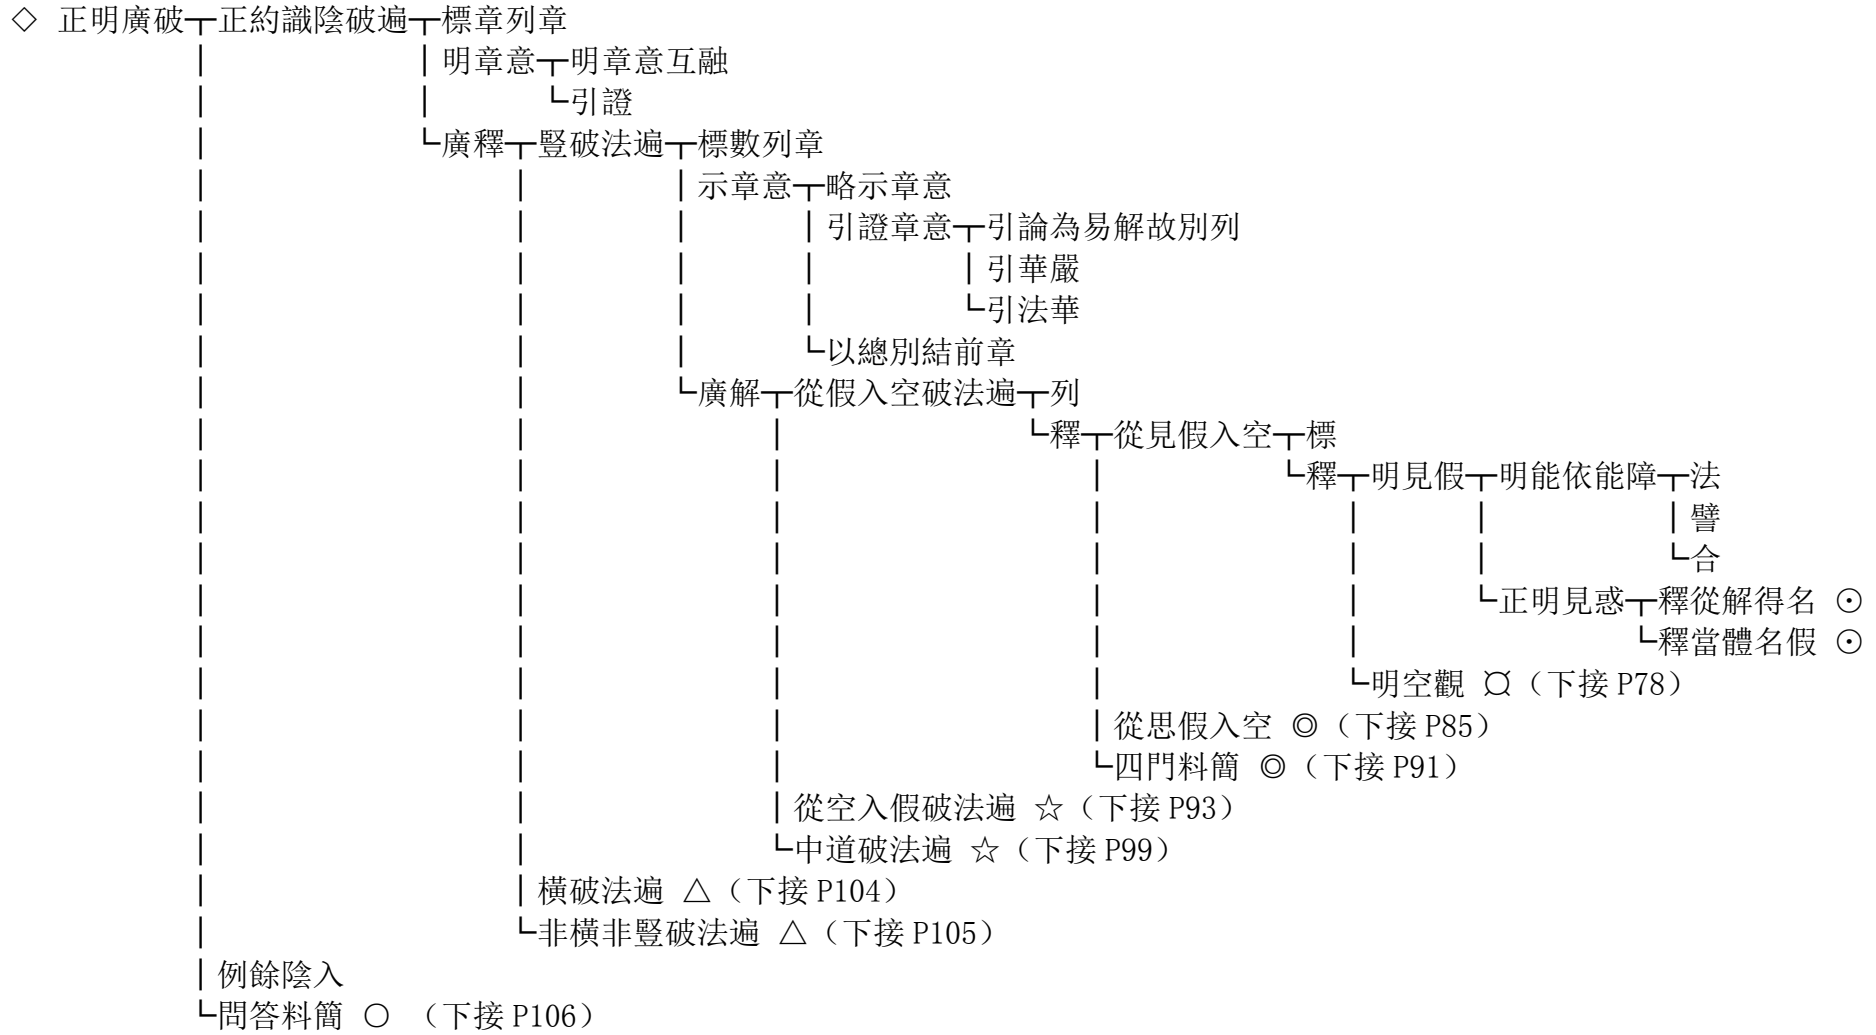 ◇ 正明廣破┬正約識陰破遍┬標章列章
│明章意┬明章意互融
└引證
└廣釋┬豎破法遍┬標數列章
│示章意┬略示章意
│引證章意┬引論為易解故別列
│引華嚴
└引法華
└以總別結前章
└廣解┬從假入空破法遍┬列
└釋┬從見假入空┬標
└釋┬明見假┬明能依能障┬法
│譬
└合
└正明見惑┬釋從解得名 ⊙
└釋當體名假 ⊙
└明空觀 ¤（下接 P78）
│從思假入空 ◎（下接 P85）
└四門料簡 ◎（下接 P91）
│從空入假破法遍 ☆（下接 P93）
└中道破法遍 ☆（下接 P99）
│橫破法遍 △（下接 P104）
└非橫非豎破法遍 △（下接 P105）
│例餘陰入
└問答料簡 ○ （下接 P106）